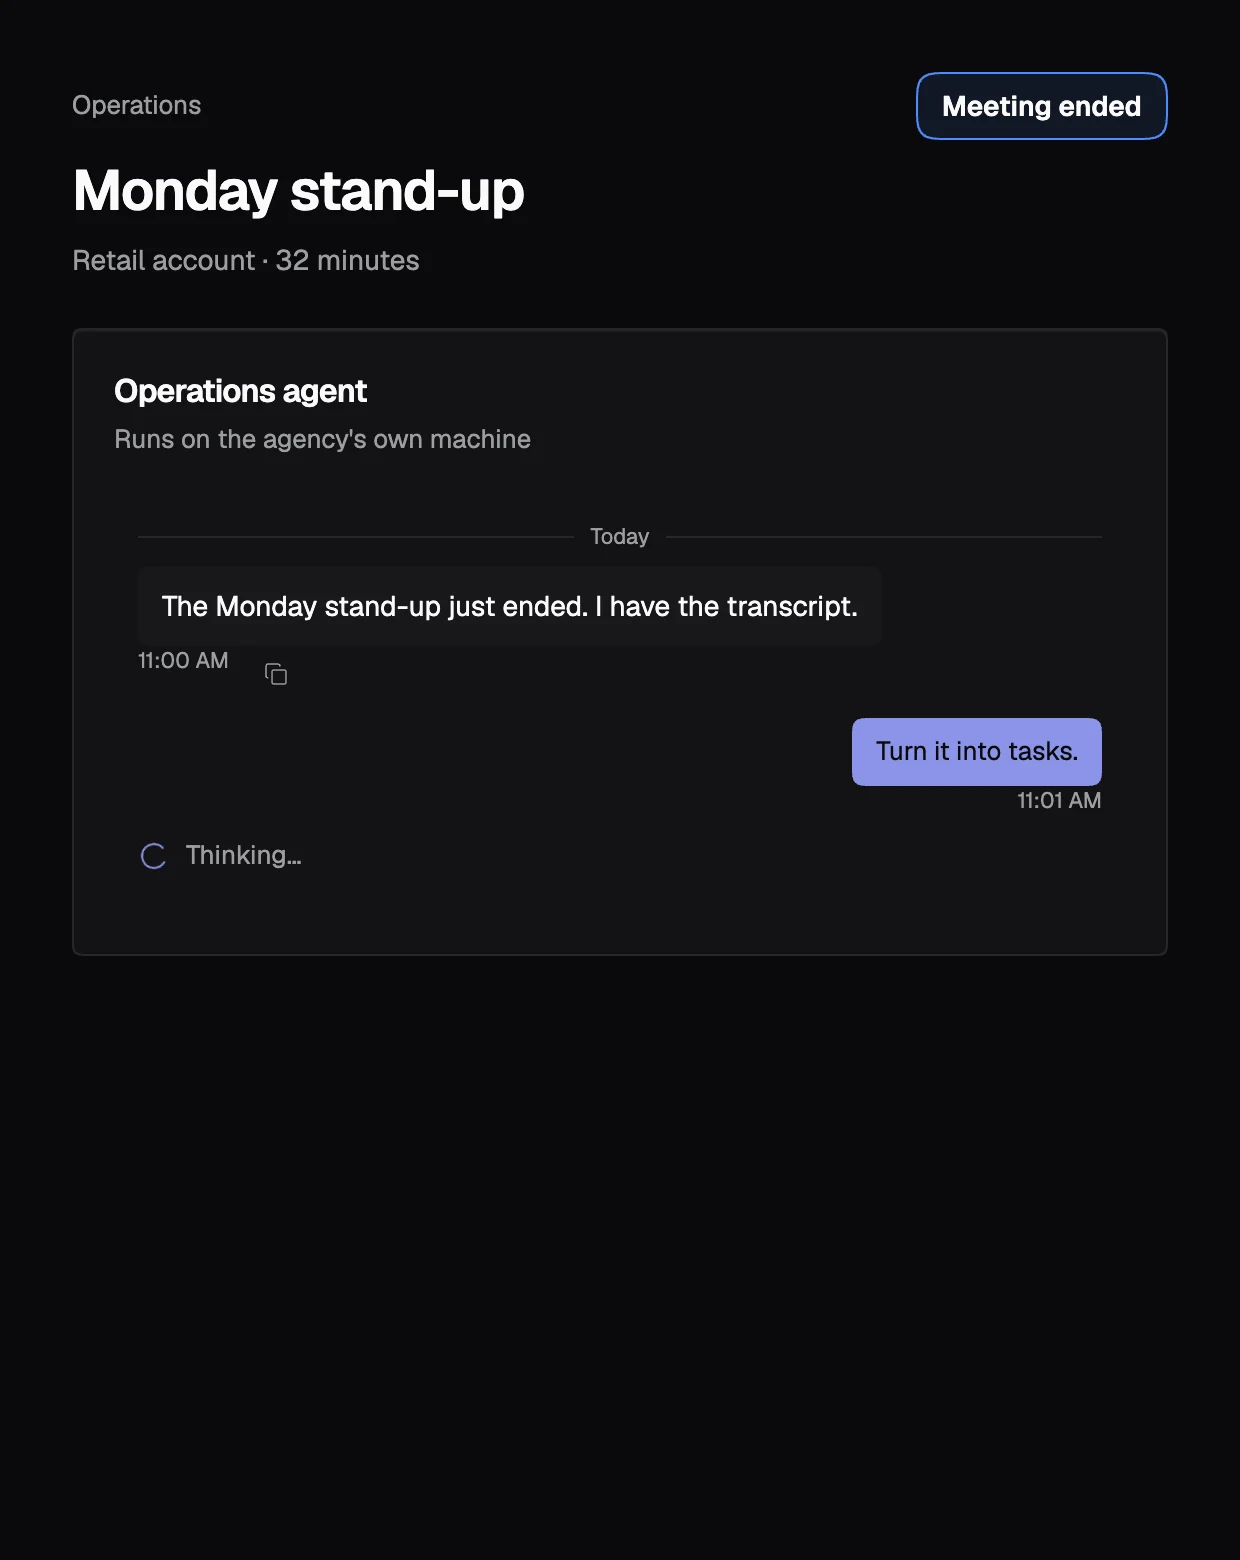 Operations
Meeting ended
Monday stand-up
Retail account · 32 minutes
Operations agent
Runs on the agency's own machine
Today
The Monday stand-up just ended. I have the transcript.
11:00 AM
Turn it into tasks.
11:01 AM
Thinking...